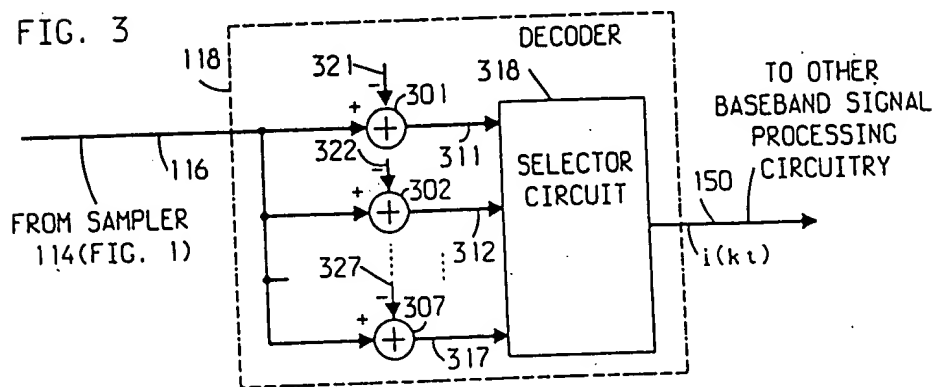 FIG. 3
118
DECODER
321
−
+
301
318
TO OTHER
BASEBAND SIGNAL
PROCESSING
CIRCUITRY
116
322
−
311
+
302
SELECTOR
CIRCUIT
150
FROM SAMPLER
114(FIG. 1)
312
i(kt)
327
−
+
307
317